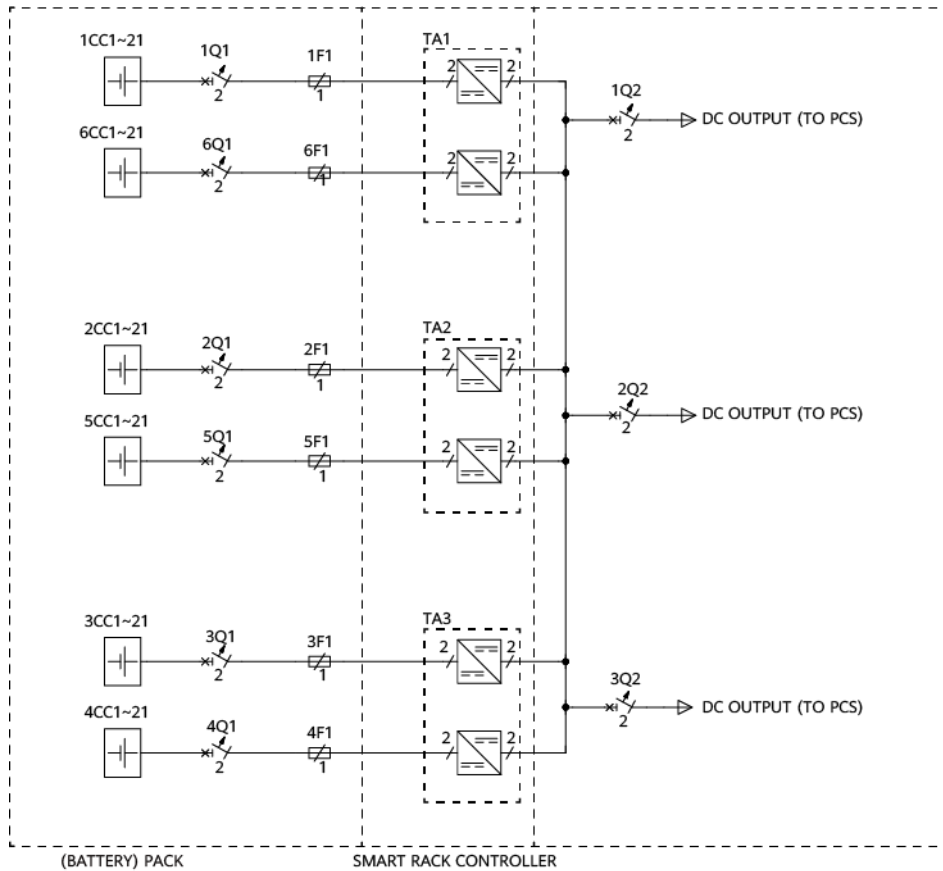 1CC1~21
1Q1
2
1F1
1
TA1
2
2
1Q2
2
DC OUTPUT (TO PCS)
6CC1~21
6Q1
2
6F1
1
2
2
2CC1~21
2Q1
2
2F1
1
TA2
2
2
2Q2
2
DC OUTPUT (TO PCS)
5CC1~21
5Q1
2
5F1
1
2
2
3CC1~21
3Q1
2
3F1
1
TA3
2
2
3Q2
2
DC OUTPUT (TO PCS)
4CC1~21
4Q1
2
4F1
1
2
2
(BATTERY) PACK
SMART RACK CONTROLLER